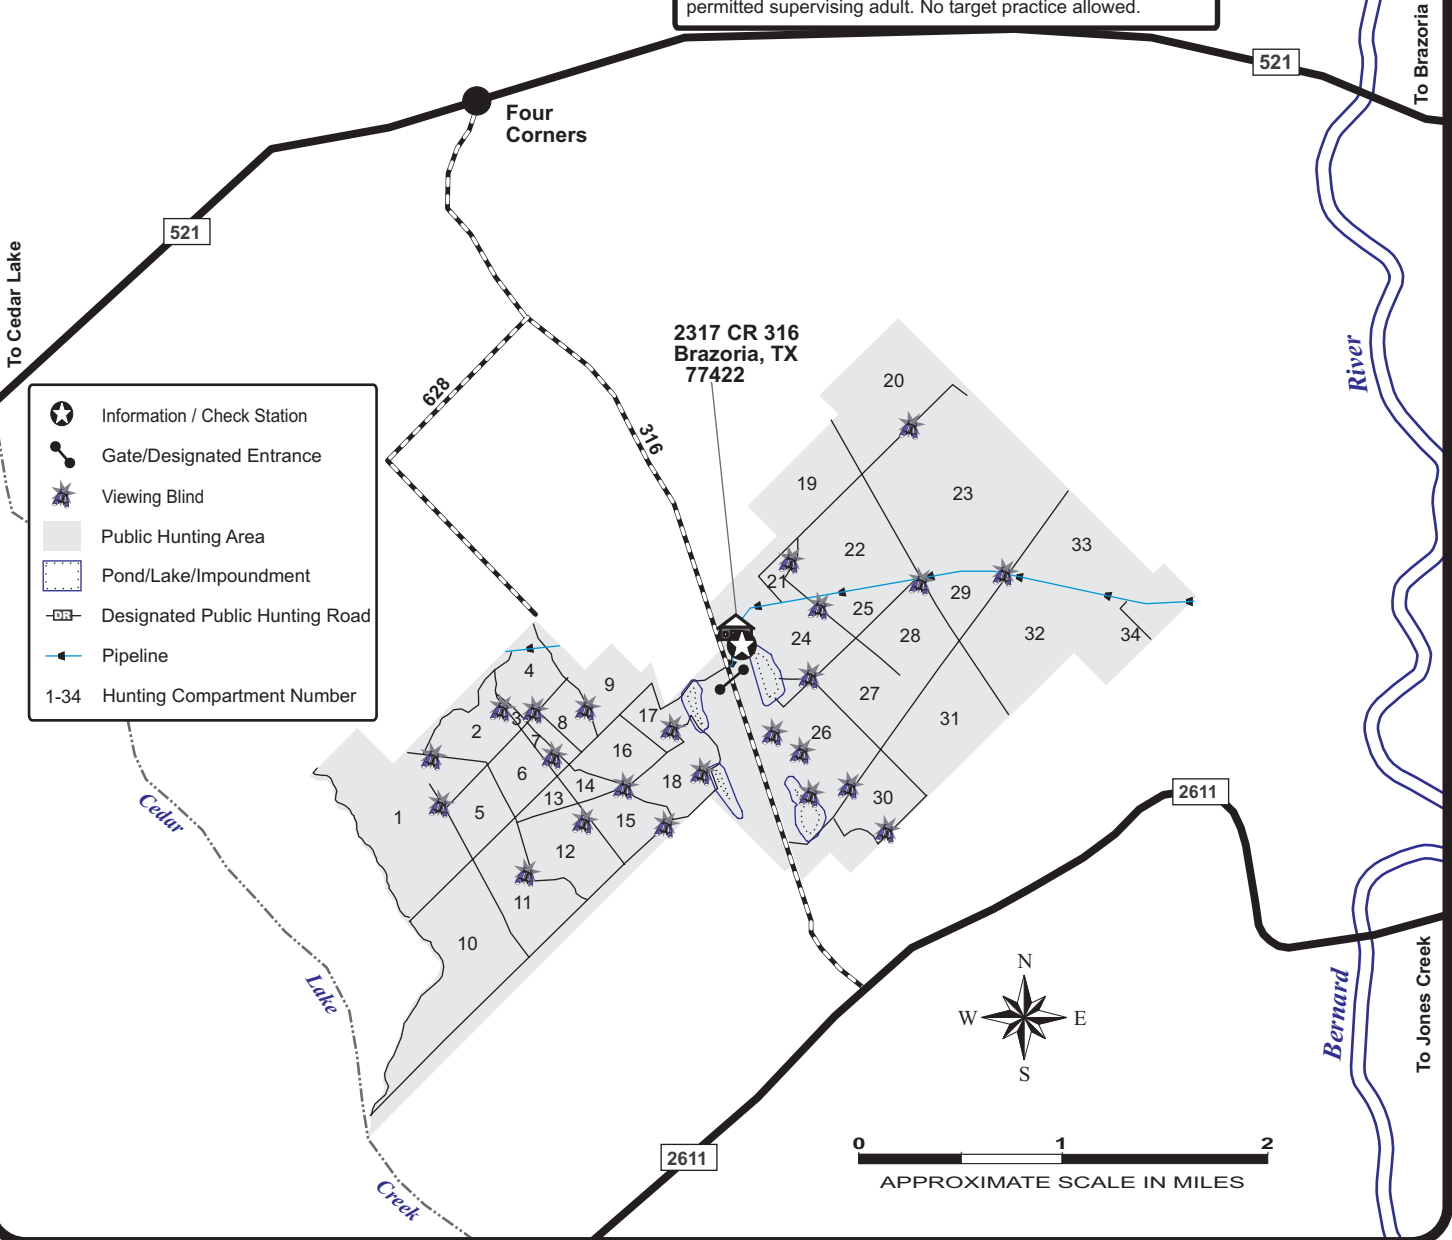 permitted supervising adult. No target practice allowed.
To Brazoria
521
Four
Corners
521
To Cedar Lake
2317 CR 316
Brazoria, TX
77422
River
628
316
Information / Check Station
Gate/Designated Entrance
Viewing Blind
Public Hunting Area
Pond/Lake/Impoundment
DR Designated Public Hunting Road
Pipeline
1-34 Hunting Compartment Number
20
19
23
22
33
21
25
29
24
28
32
34
27
31
26
30
4
9
2
3
8
17
7
16
6
14
18
13
1
5
15
12
11
10
2611
Cedar
Lake
Creek
N
W
E
S
Bernard
To Jones Creek
0 1 2
APPROXIMATE SCALE IN MILES
2611